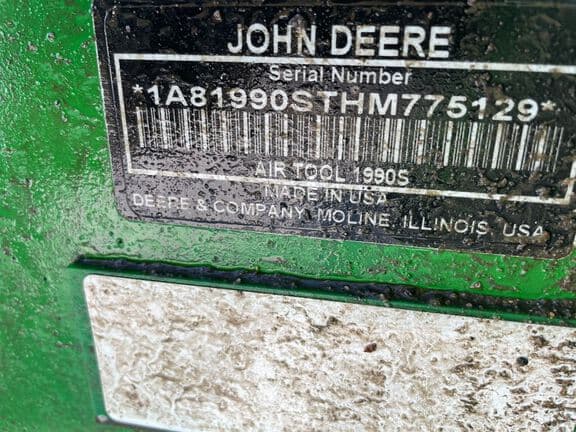 JOHN DEERE
Serial Number
*1A81990STHM775129*
AIR TOOL 1990S
MADE IN USA
DEERE & COMPANY MOLINE, ILLINOIS USA